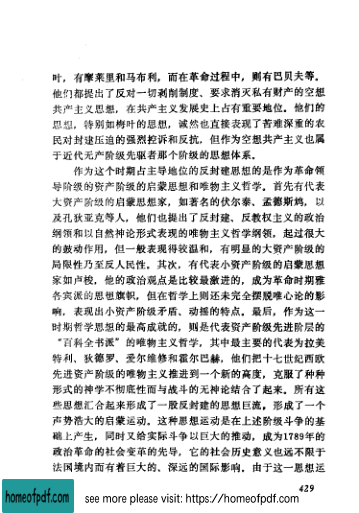 叶，有摩莱里和马布利，而在革命过程中，则有巴贝夫等。
他们都提出了反对一切剥削制度、要求消灭私有财产的空想
共产主义思想，在共产主义发展史上占有重要地位。他们的
思想，特别如梅叶的思想，诚然也直接表现了苦难深重的农
民对封建压迫的强烈控诉和反抗，但作为空想共产主义也属
于近代无产阶级先驱者那个阶级的思想体系。
作为这个时期占主导地位的反封建思想的是作为革命领
导阶级的资产阶级的启蒙思想和唯物主义哲学。首先有代表
大资产阶级的启蒙思想家，如著名的伏尔泰、孟德斯鸠，以
及孔狄亚克等人，他们也提出了反封建、反教权主义的政治
纲领和以自然神论形式表现的唯物主义哲学纲领，起过很大
的鼓动作用，但一般表现得较温和，有明显的大资产阶级的
局限性乃至反人民性。其次，有代表小资产阶级的启蒙思想
家如卢梭，他的政治观点是比较最激进的，成为革命时期雅
各宾派的思想旗帜，但在哲学上则还未完全摆脱唯心论的影
响，表现出小资产阶级矛盾、动摇的特点。最后，作为这一
时期哲学思想的最高成就的，则是代表资产阶级先进阶层的
“百科全书派”的唯物主义哲学，其中最主要的代表为拉美
特利、狄德罗、爱尔维修和霍尔巴赫，他们把十七世纪西欧
先进资产阶级的唯物主义推进到一个新的高度，克服了种种
形式的神学不彻底性而与战斗的无神论结合了起来。所有这
些思想汇合起来形成了一股反封建的思想巨流，形成了一个
声势浩大的启蒙运动。这种思想运动是在上述阶级斗争的基
础上产生，同时又给实际斗争以巨大的推动，成为1789年的
政治革命的社会变革的先导，它的社会历史意义也远不限于
法国境内而有着巨大的、深远的国际影响。由于这一思想运
429
homeofpdf.com
see more please visit: https://homeofpdf.com